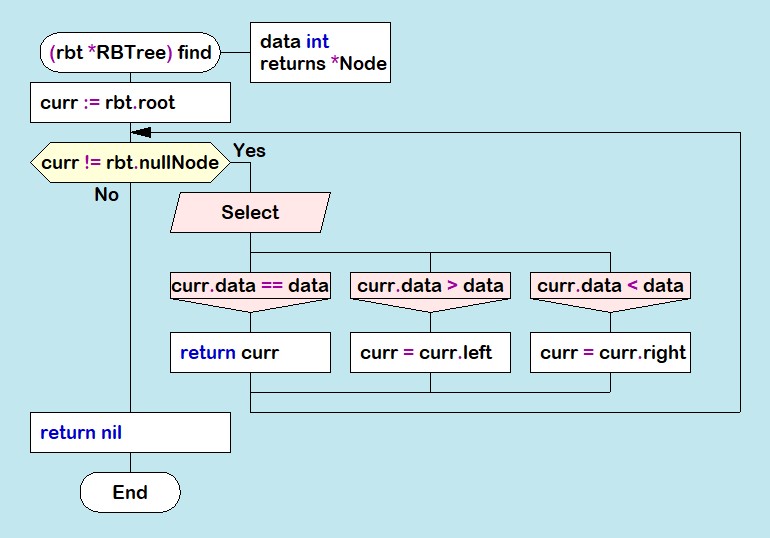 (rbt *RBTree) find
data int
returns *Node
curr := rbt.root
curr != rbt.nullNode
Yes
No
Select
curr.data == data
curr.data > data
curr.data < data
return curr
curr = curr.left
curr = curr.right
return nil
End